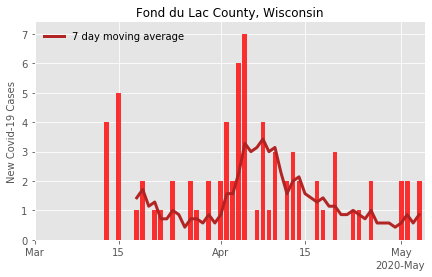 Fond du Lac County, Wisconsin
7 day moving average
New Covid-19 Cases
7
6
5
4
3
2
1
0
Mar 15 Apr 15 May
2020-May